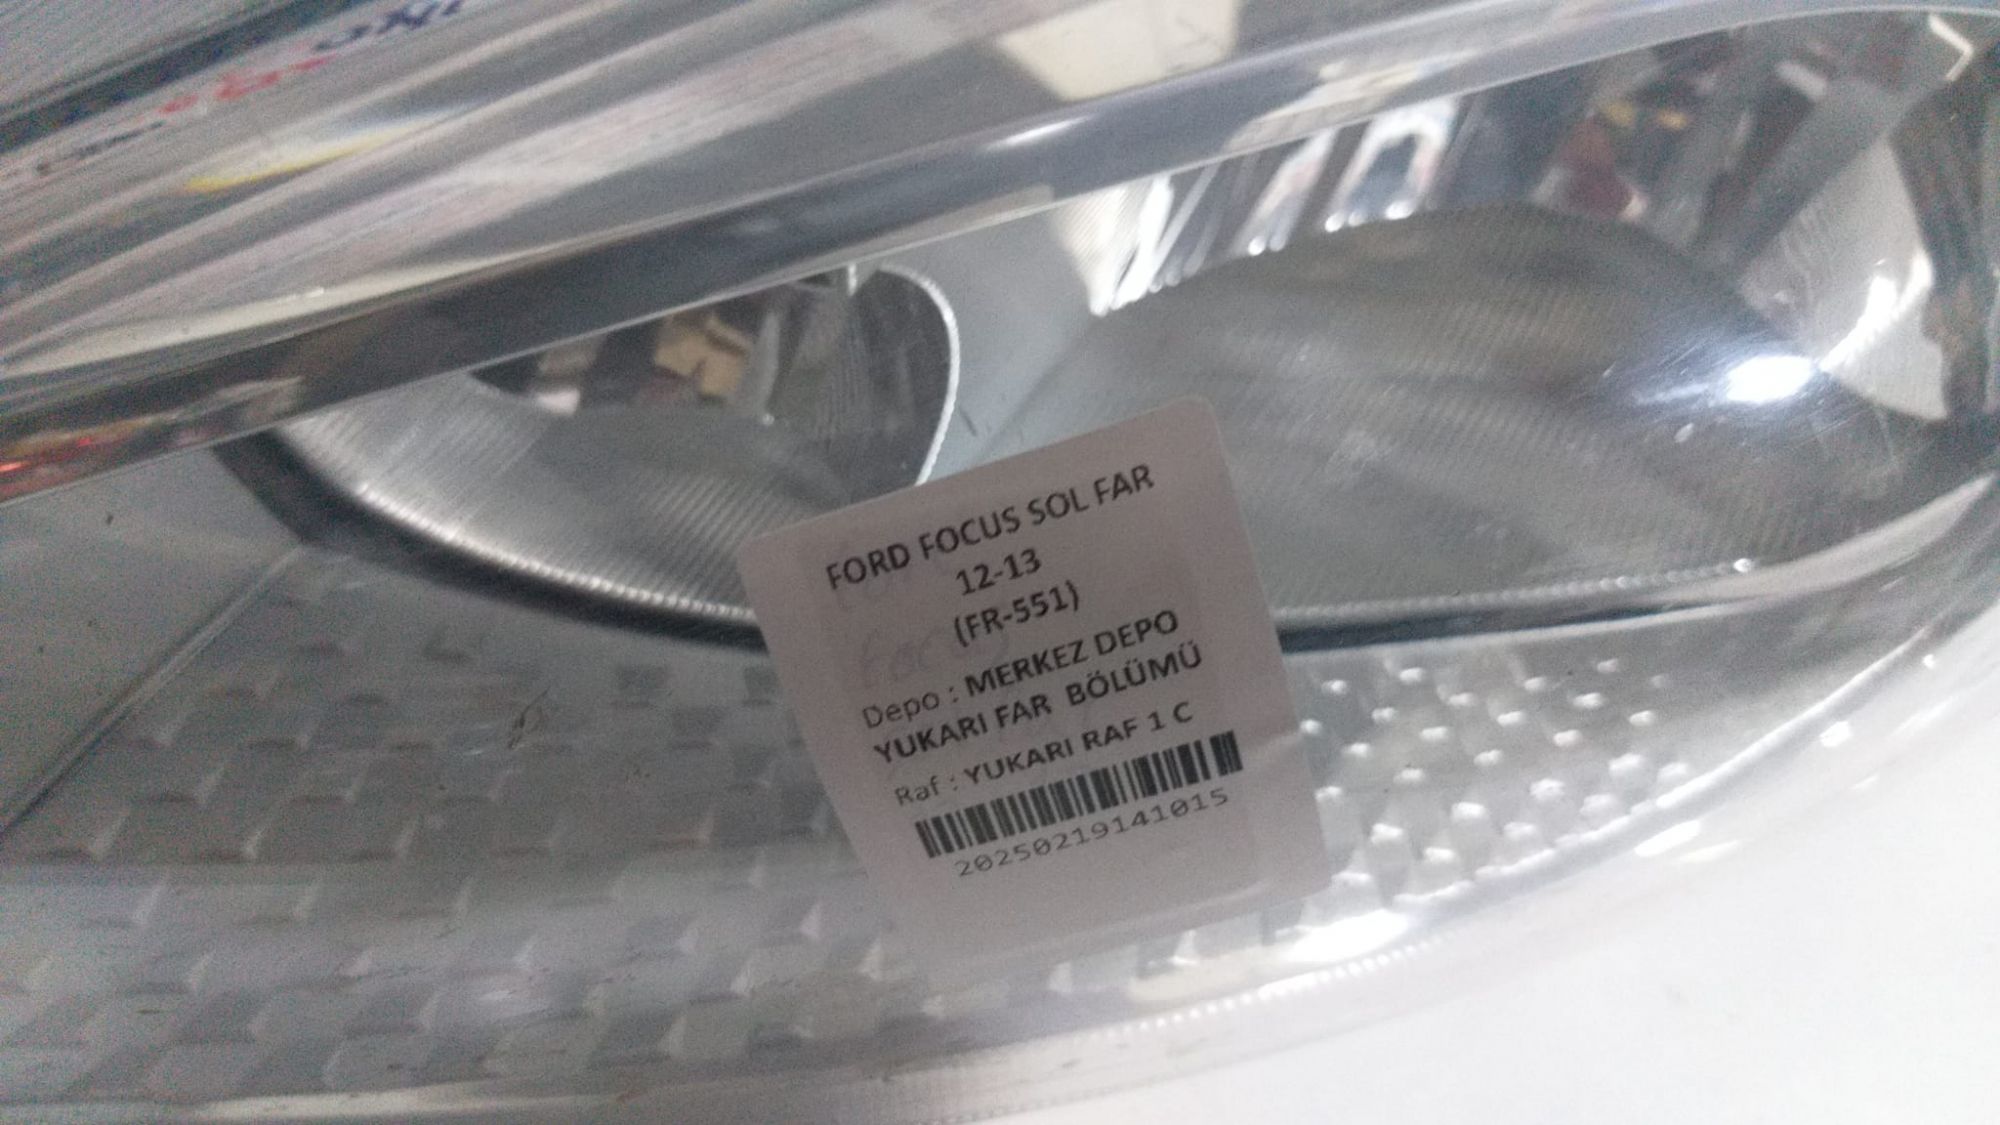 FORD FOCUS SOL FAR
12-13
(FR-551)
Depo : MERKEZ DEPO
YUKARI FAR BÖLÜMÜ
Raf : YUKARI RAF 1 C
20250219141015